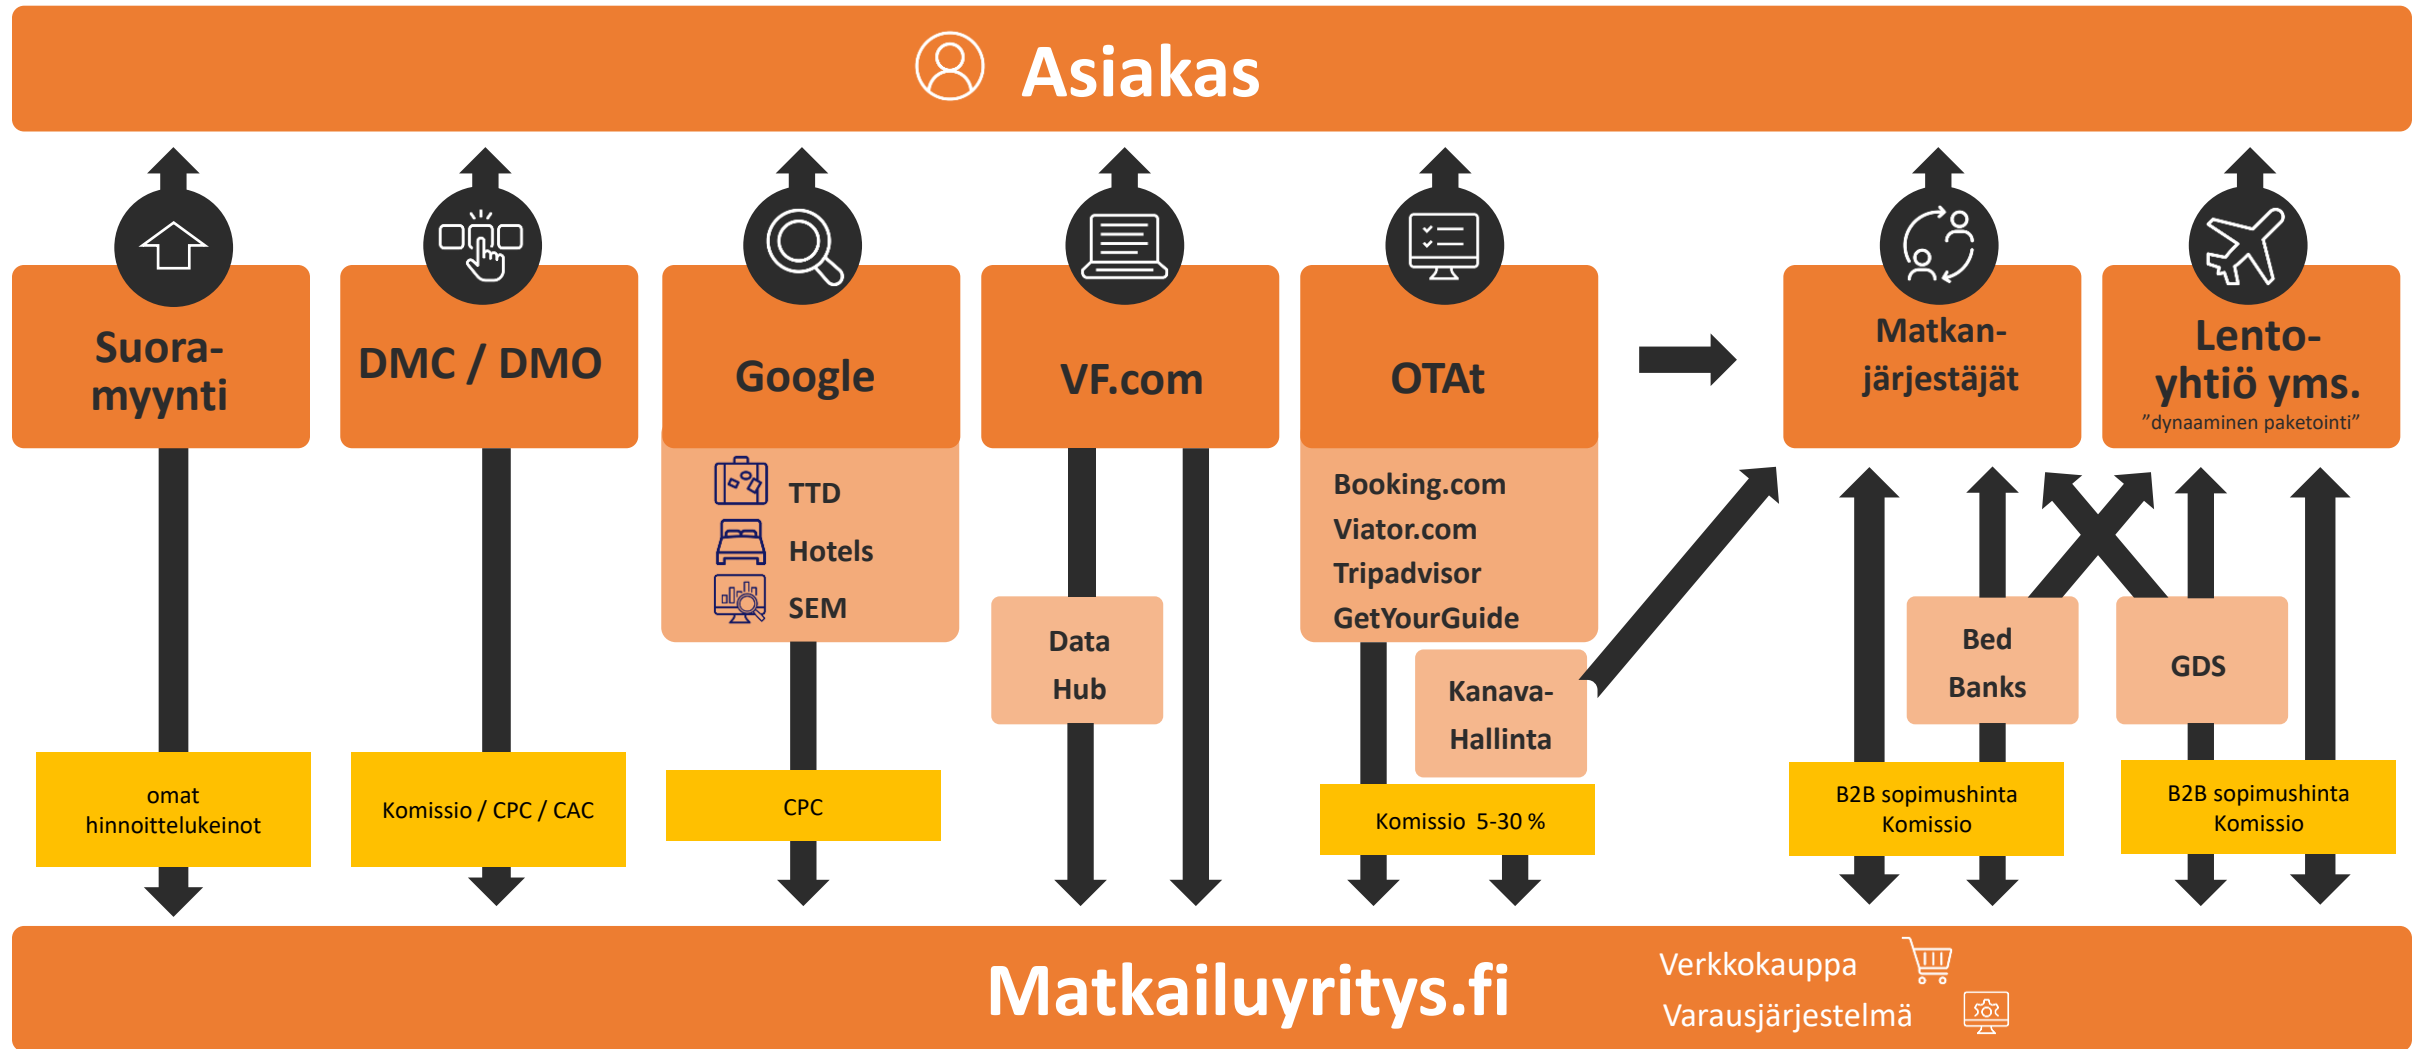 Asiakas
Suora-
myynti
DMC / DMO
Google
VF.com
OTAt
Matkan-
järjestäjät
Lento-
yhtiö yms.
”dynaaminen paketointi”
TTD
Hotels
SEM
Booking.com
Viator.com
Tripadvisor
GetYourGuide
Data
Hub
Kanava-
Hallinta
Bed
Banks
GDS
omat
hinnoittelukeinot
Komissio / CPC / CAC
CPC
Komissio 5-30 %
B2B sopimushinta
Komissio
B2B sopimushinta
Komissio
Matkailuyritys.fi
Verkkokauppa
Varausjärjestelmä